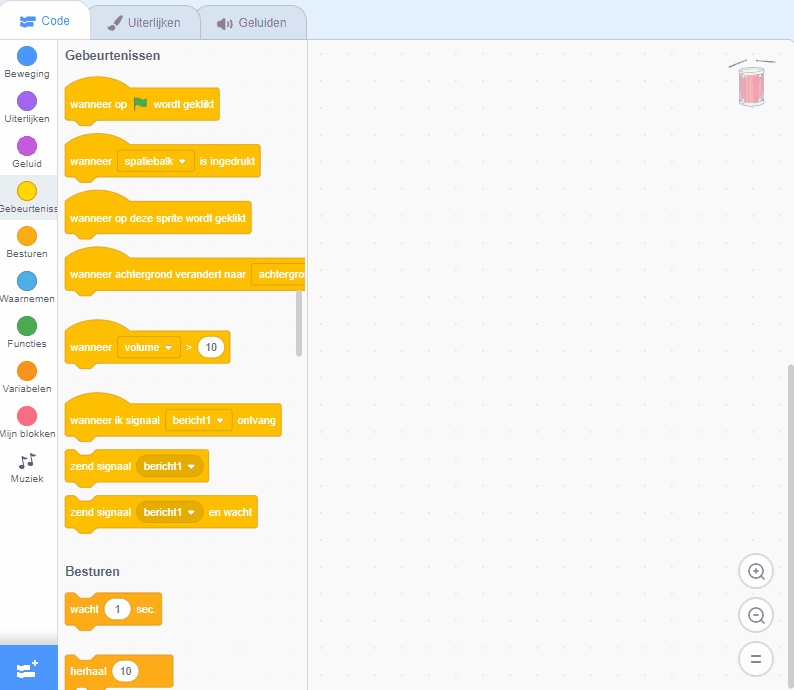 Code
Uiterlijken
Geluiden
Beweging
Uiterlijken
Geluid
Gebeurteniss
Besturen
Waarnemen
Functies
Variabelen
Mijn blokken
Muziek
Gebeurtenissen
wanneer op wordt geklikt
wanneer spatiebalk is ingedrukt
wanneer op deze sprite wordt geklikt
wanneer achtergrond verandert naar achtergro
wanneer volume > 10
wanneer ik signaal bericht1 ontvang
zend signaal bericht1
zend signaal bericht1 en wacht
Besturen
wacht 1 sec.
herhaal 10